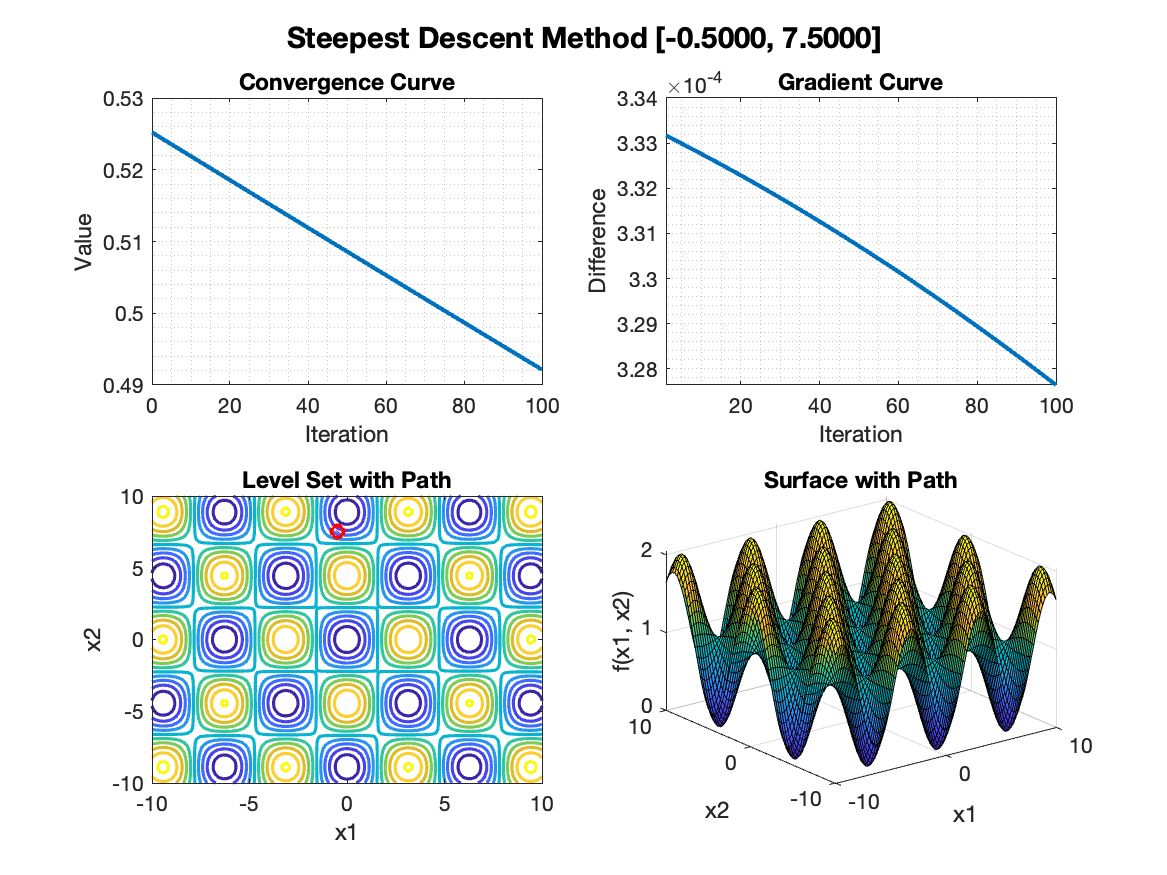 Steepest Descent Method [-0.5000, 7.5000]
Convergence Curve
0.53
0.52
0.51
0.5
0.49
Value
0 20 40 60 80 100
Iteration
Gradient Curve
×10-4
3.34
3.33
3.32
3.31
3.3
3.29
3.28
Difference
20 40 60 80 100
Iteration
Level Set with Path
10
5
0
-5
-10
x2
-10 -5 0 5 10
x1
Surface with Path
2
1
0
f(x1, x2)
10 0 -10
x2
-10 0 10
x1